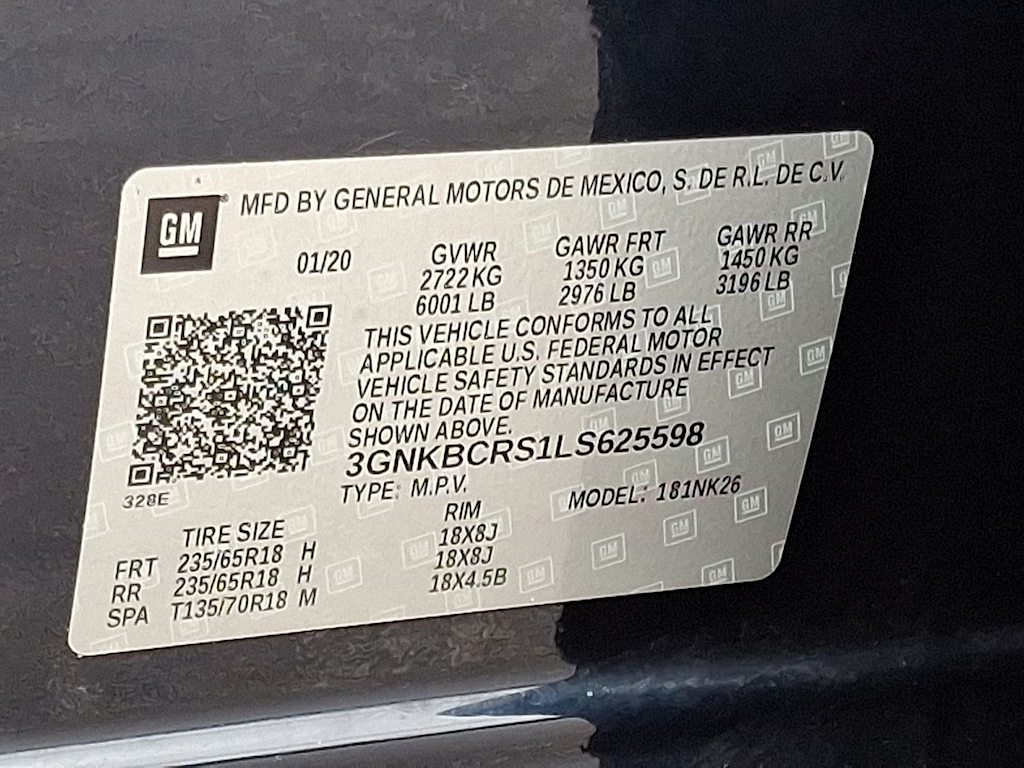 GM MFD BY GENERAL MOTORS DE MEXICO, S. DE R.L. DE C.V.
01/20 GVWR GAWR FRT GAWR RR
2722 KG 1350 KG 1450 KG
6001 LB 2976 LB 3196 LB
THIS VEHICLE CONFORMS TO ALL
APPLICABLE U.S. FEDERAL MOTOR
VEHICLE SAFETY STANDARDS IN EFFECT
ON THE DATE OF MANUFACTURE
SHOWN ABOVE.
3GNKBCRS1LS625598
328E
TYPE: M.P.V. MODEL: 181NK26
TIRE SIZE RIM
FRT 235/65R18 H 18X8J
RR 235/65R18 H 18X8J
SPA T135/70R18 M 18X4.5B